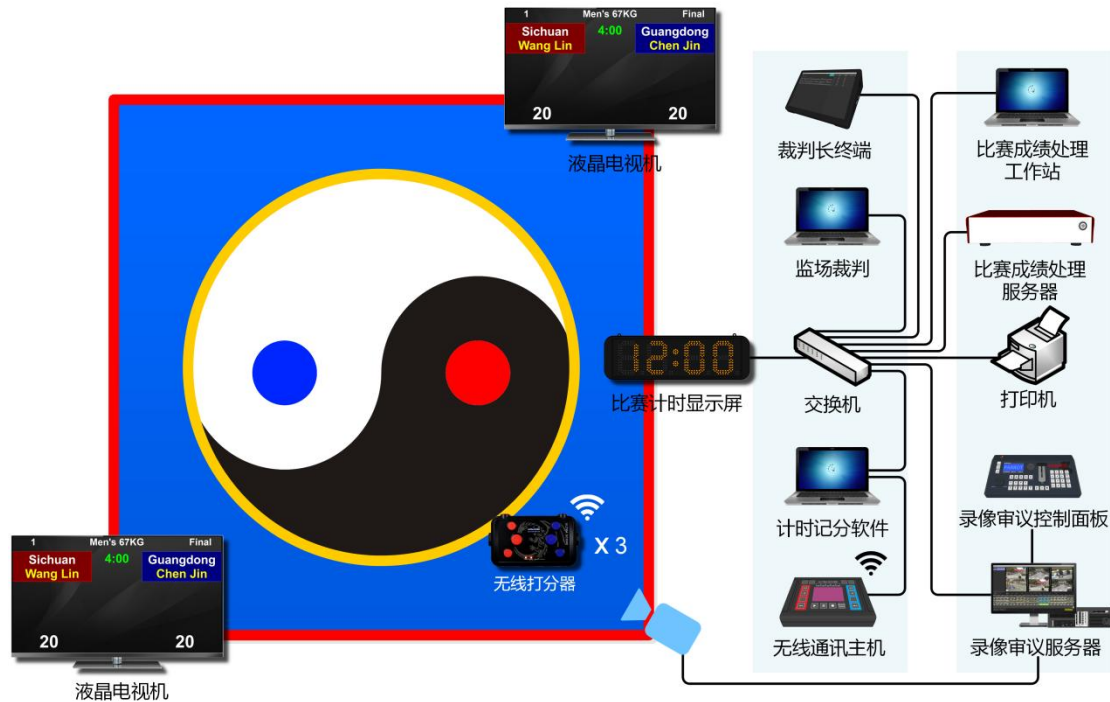 1 Men's 67KG Final
Sichuan 4:00 Guangdong
Wang Lin Chen Jin
20 20
液晶电视机
裁判长终端
比赛成绩处理
工作站
监场裁判
比赛成绩处理
服务器
12:00
比赛计时显示屏
交换机
打印机
计时记分软件
录像审议控制面板
X 3
无线打分器
无线通讯主机
录像审议服务器
1 Men's 67KG Final
Sichuan 4:00 Guangdong
Wang Lin Chen Jin
20 20
液晶电视机